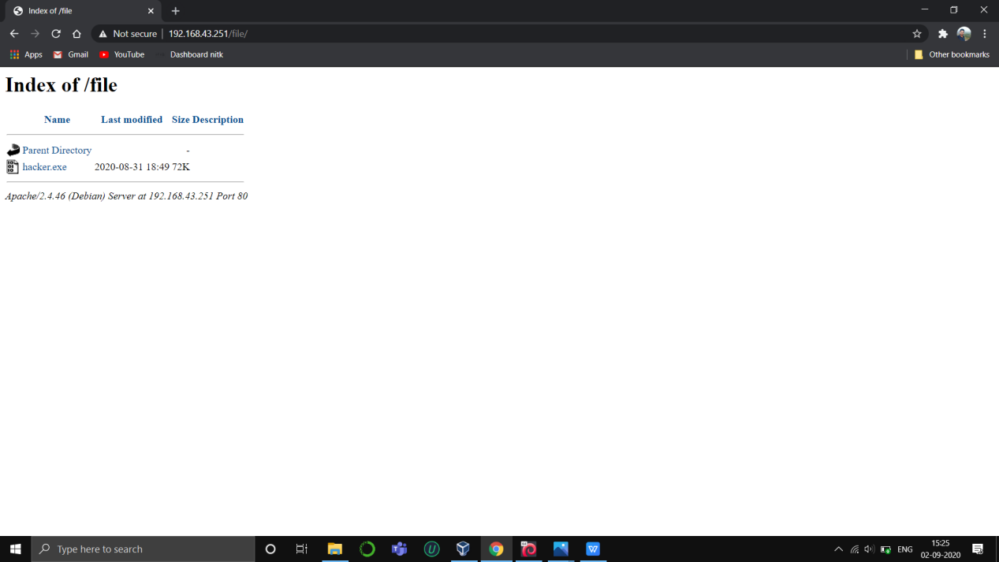 Index of /file
Not secure | 192.168.43.251/file/
Apps Gmail YouTube Dashboard nitk Other bookmarks
Index of /file
Name Last modified Size Description
Parent Directory -
hacker.exe 2020-08-31 18:49 72K
Apache/2.4.46 (Debian) Server at 192.168.43.251 Port 80
Type here to search
ENG
15:25
02-09-2020